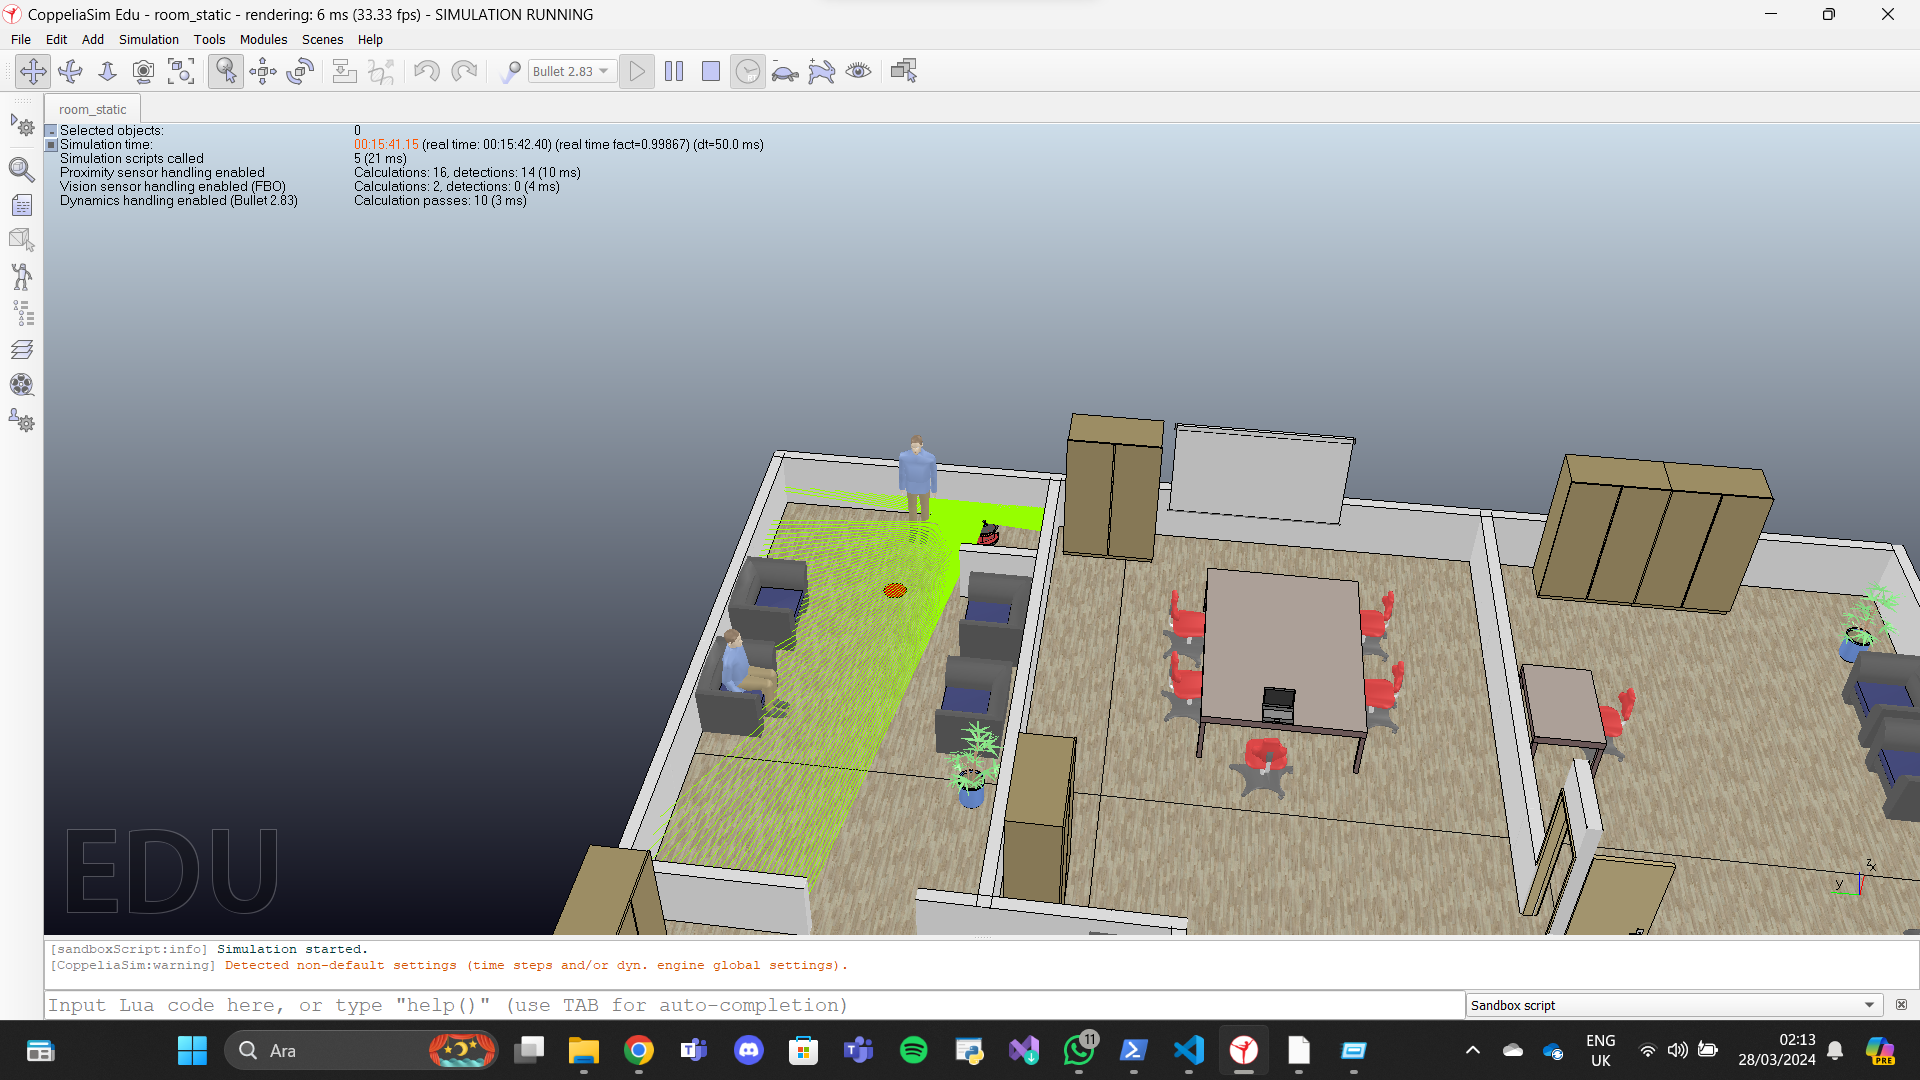 CoppeliaSim Edu - room_static - rendering: 6 ms (33.33 fps) - SIMULATION RUNNING
File Edit Add Simulation Tools Modules Scenes Help
Bullet 2.83
room_static
Selected objects: 0
Simulation time: 00:15:41.15 (real time: 00:15:42.40) (real time fact=0.99867) (dt=50.0 ms)
Simulation scripts called 5 (21 ms)
Proximity sensor handling enabled Calculations: 16, detections: 14 (10 ms)
Vision sensor handling enabled (FBO) Calculations: 2, detections: 0 (4 ms)
Dynamics handling enabled (Bullet 2.83) Calculation passes: 10 (3 ms)
EDU
z
x
y
[sandboxScript:info] Simulation started.
[CoppeliaSim:warning] Detected non-default settings (time steps and/or dyn. engine global settings).
Input Lua code here, or type "help()" (use TAB for auto-completion)
Sandbox script
Ara
11
ENG
UK
02:13
28/03/2024
PRE